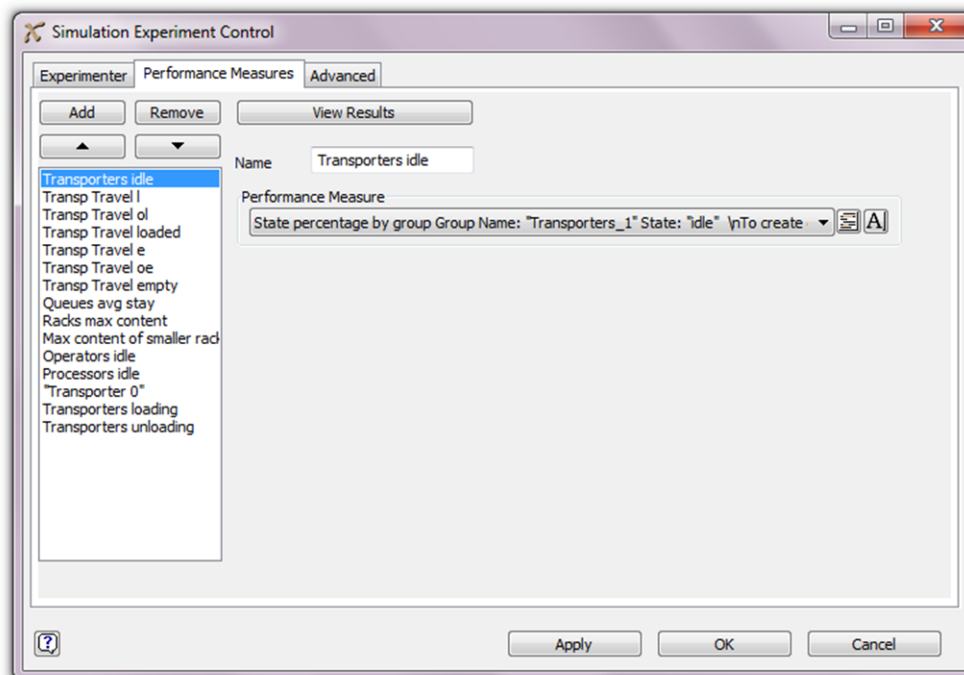 Simulation Experiment Control
Experimenter Performance Measures Advanced
Add Remove View Results
Name Transporters idle
Performance Measure
State percentage by group Group Name: "Transporters_1" State: "idle" \nTo create
A
Transporters idle
Transp Travel l
Transp Travel ol
Transp Travel loaded
Transp Travel e
Transp Travel oe
Transp Travel empty
Queues avg stay
Racks max content
Max content of smaller rack
Operators idle
Processors idle
"Transporter 0"
Transporters loading
Transporters unloading
? Apply OK Cancel